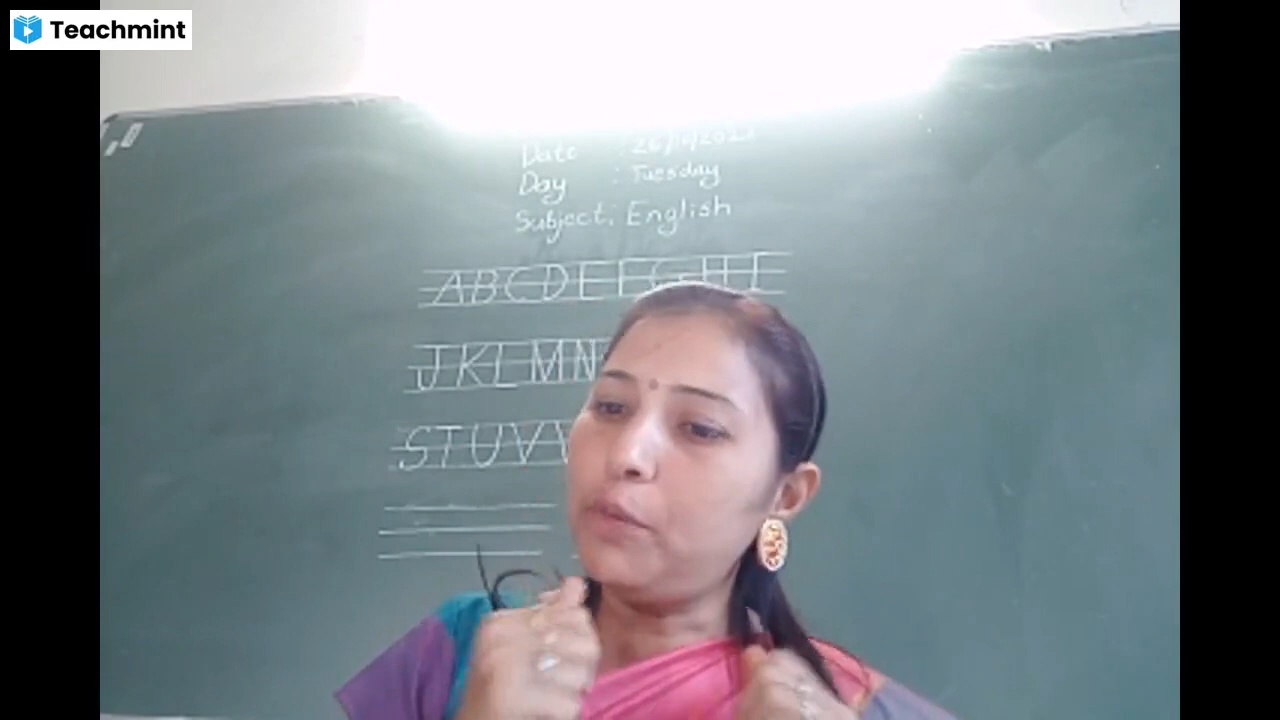 Teachmint
Date :
Day : Tuesday
Subject: English
ABCDEFGHI
JKLMN
STUV